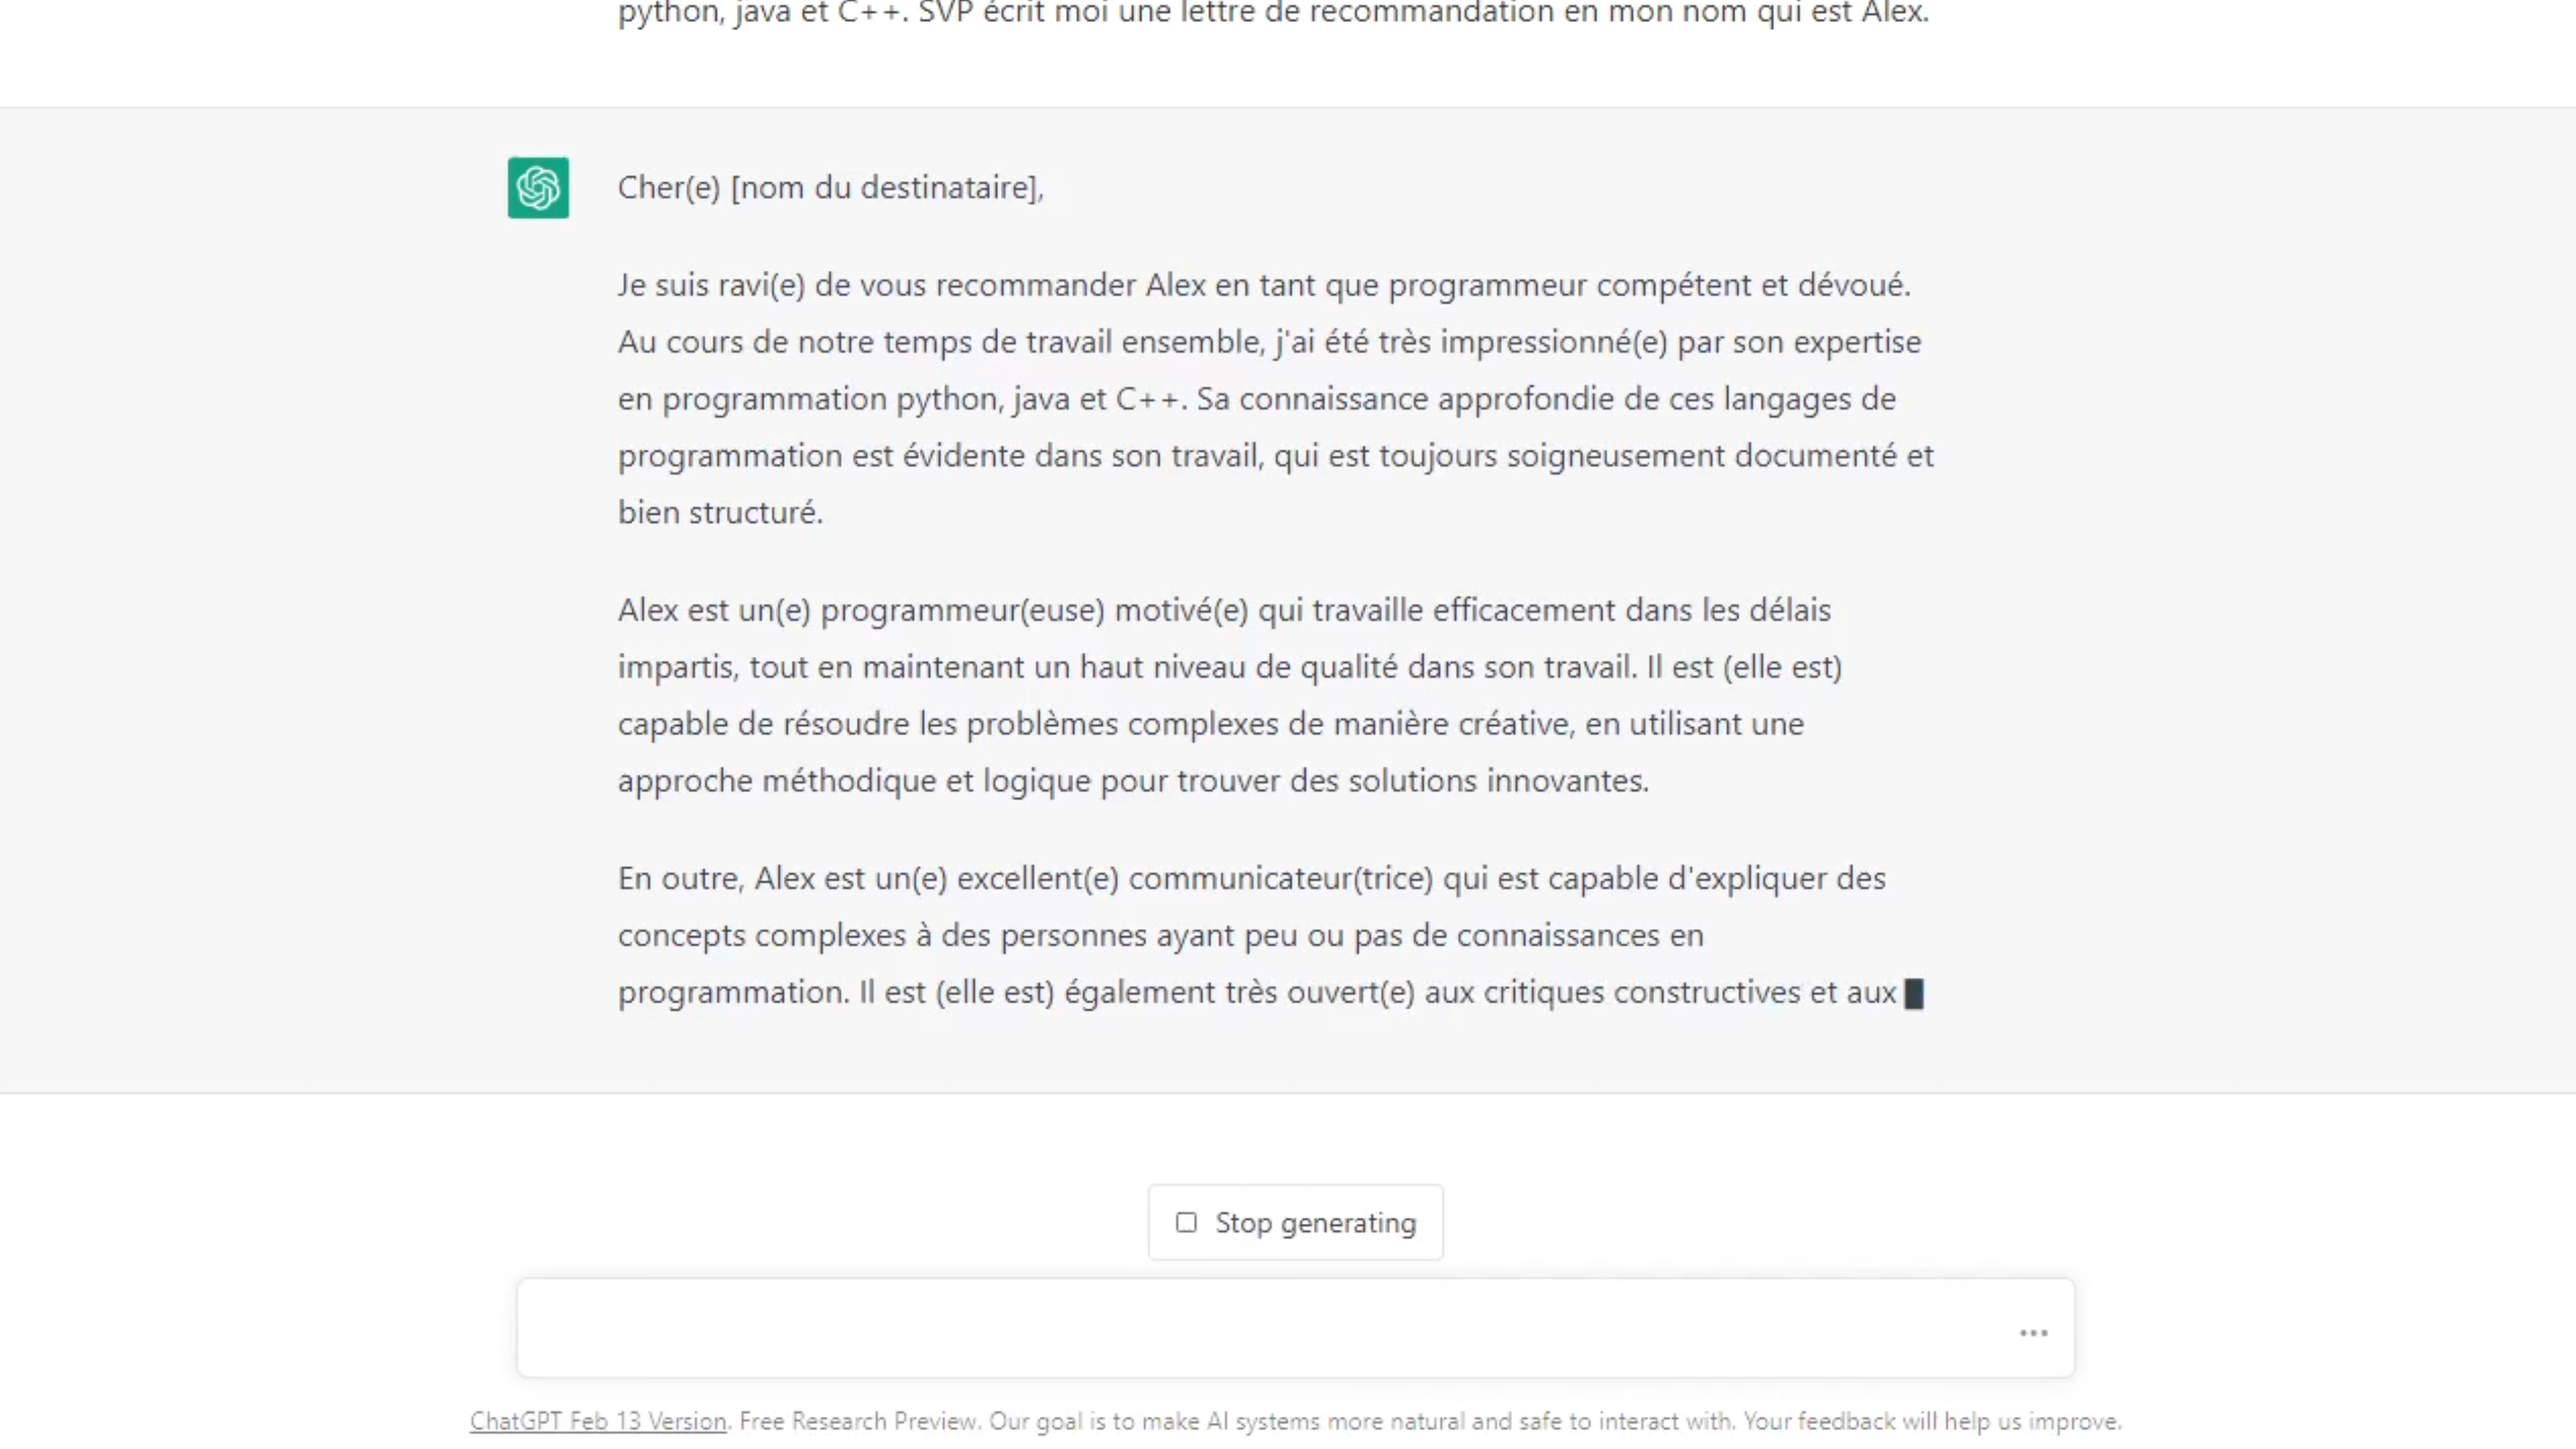 python, java et C++. SVP écrit moi une lettre de recommandation en mon nom qui est Alex.
Cher(e) [nom du destinataire],
Je suis ravi(e) de vous recommander Alex en tant que programmeur compétent et dévoué.
Au cours de notre temps de travail ensemble, j'ai été très impressionné(e) par son expertise
en programmation python, java et C++. Sa connaissance approfondie de ces langages de
programmation est évidente dans son travail, qui est toujours soigneusement documenté et
bien structuré.
Alex est un(e) programmeur(euse) motivé(e) qui travaille efficacement dans les délais
impartis, tout en maintenant un haut niveau de qualité dans son travail. Il est (elle est)
capable de résoudre les problèmes complexes de manière créative, en utilisant une
approche méthodique et logique pour trouver des solutions innovantes.
En outre, Alex est un(e) excellent(e) communicateur(trice) qui est capable d'expliquer des
concepts complexes à des personnes ayant peu ou pas de connaissances en
programmation. Il est (elle est) également très ouvert(e) aux critiques constructives et aux
Stop generating
ChatGPT Feb 13 Version. Free Research Preview. Our goal is to make AI systems more natural and safe to interact with. Your feedback will help us improve.